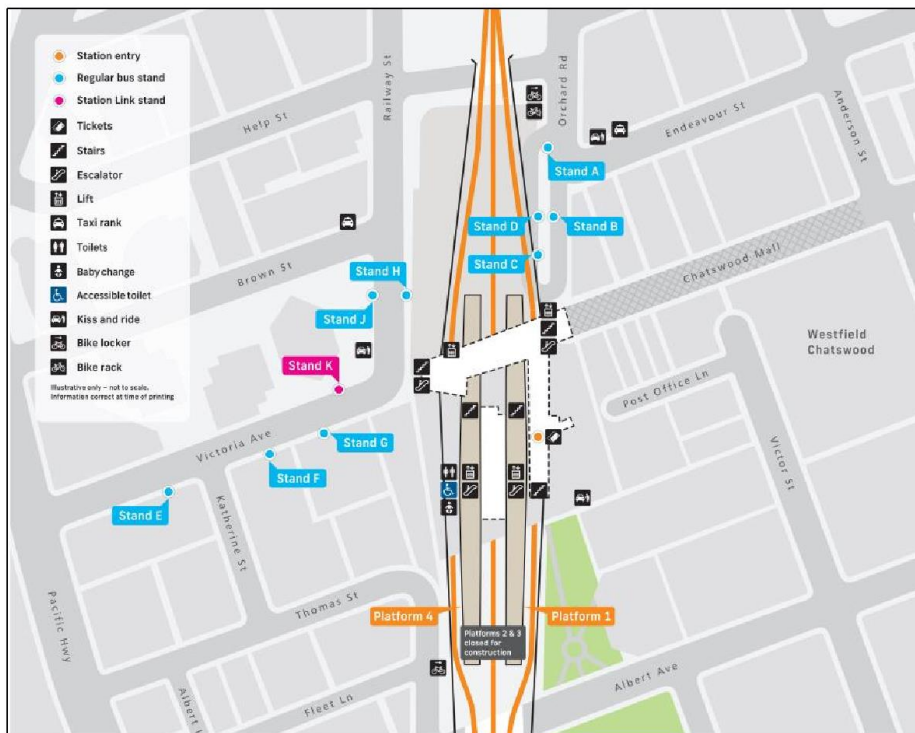 Station entry
Regular bus stand
Station Link stand
Tickets
Stairs
Escalator
Lift
Taxi rank
Toilets
Baby change
Accessible toilet
Kiss and ride
Bike locker
Bike rack
Illustrative only – not to scale.
Information correct at time of printing
Railway St
Orchard Rd
Help St
Endeavour St
Anderson St
Stand A
Stand D
Stand B
Stand C
Chatswood Mall
Brown St
Stand H
Stand J
Westfield
Chatswood
Stand K
Post Office Ln
Victoria Ave
Stand G
Stand F
Stand E
Katherine St
Victor St
Pacific Hwy
Thomas St
Platform 4
Platform 1
Platforms 2 & 3
closed for
construction
Albert Ave
Fleet Ln
Albert L